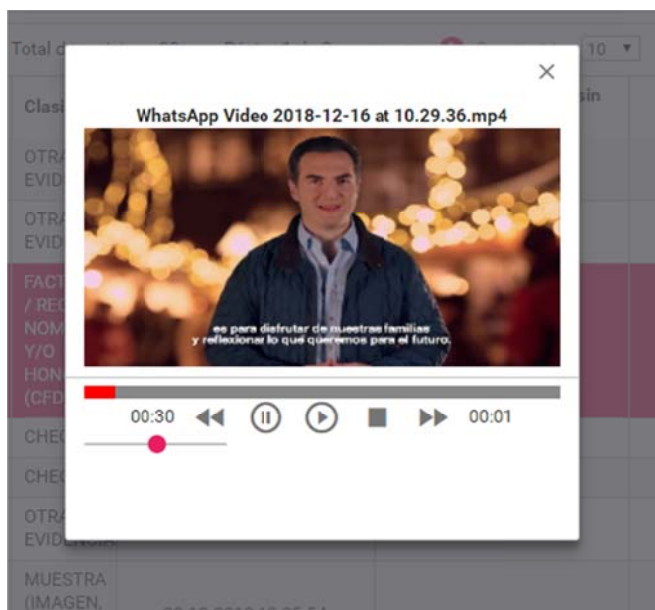 Total d
10
Clasi
sin
WhatsApp Video 2018-12-16 at 10.29.36.mp4
OTRA
EVID
OTRA
EVID
es para disfrutar de nuestras familias
y reflexionar lo que queremos para el futuro.
FACT
/ REC
NOM
Y/O
HON
(CFD
00:30
00:01
CHEC
CHEC
OTRA
EVIDENCIA
MUESTRA
(IMAGEN,